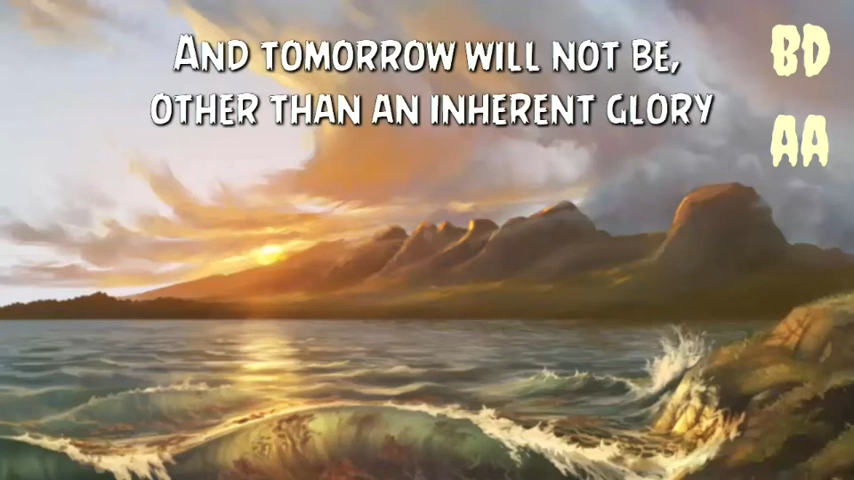 AND TOMORROW WILL NOT BE,
OTHER THAN AN INHERENT GLORY
BD
AA